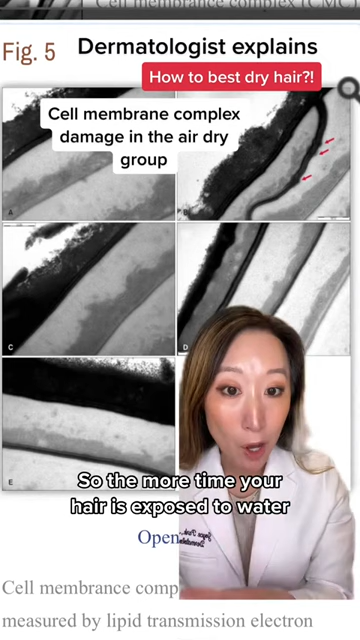 Cell membrane complex (CMC)
Fig. 5
Dermatologist explains
How to best dry hair?!
Cell membrane complex
damage in the air dry
group
A
B
C
D
E
So the more time your
hair is exposed to water
Open
Cell membrane comp
measured by lipid transmission electron